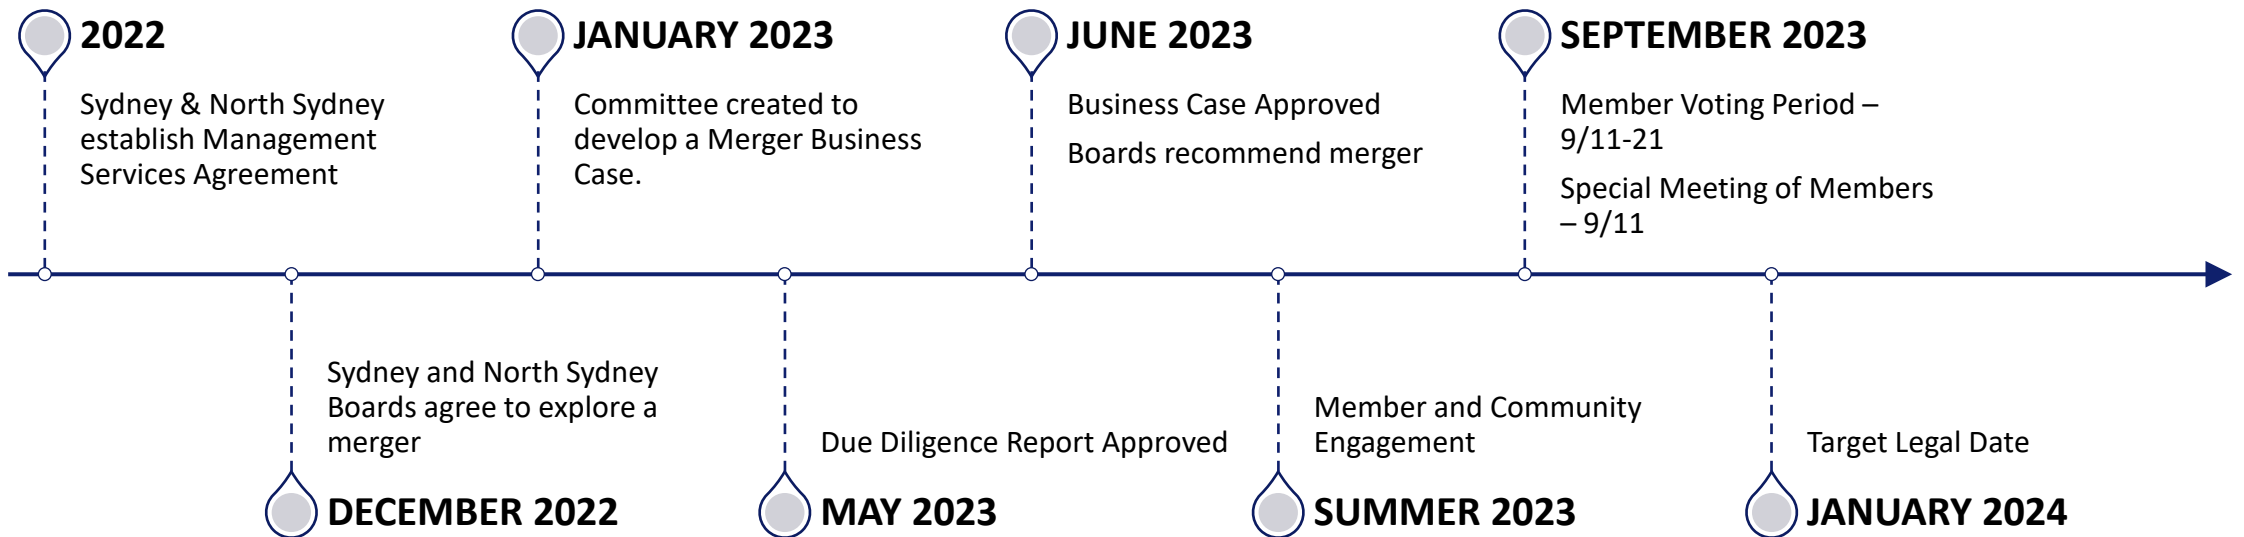 2022
Sydney & North Sydney
establish Management
Services Agreement
JANUARY 2023
Committee created to
develop a Merger Business
Case.
JUNE 2023
Business Case Approved
Boards recommend merger
SEPTEMBER 2023
Member Voting Period –
9/11-21
Special Meeting of Members
– 9/11
Sydney and North Sydney
Boards agree to explore a
merger
DECEMBER 2022
Due Diligence Report Approved
MAY 2023
Member and Community
Engagement
SUMMER 2023
Target Legal Date
JANUARY 2024